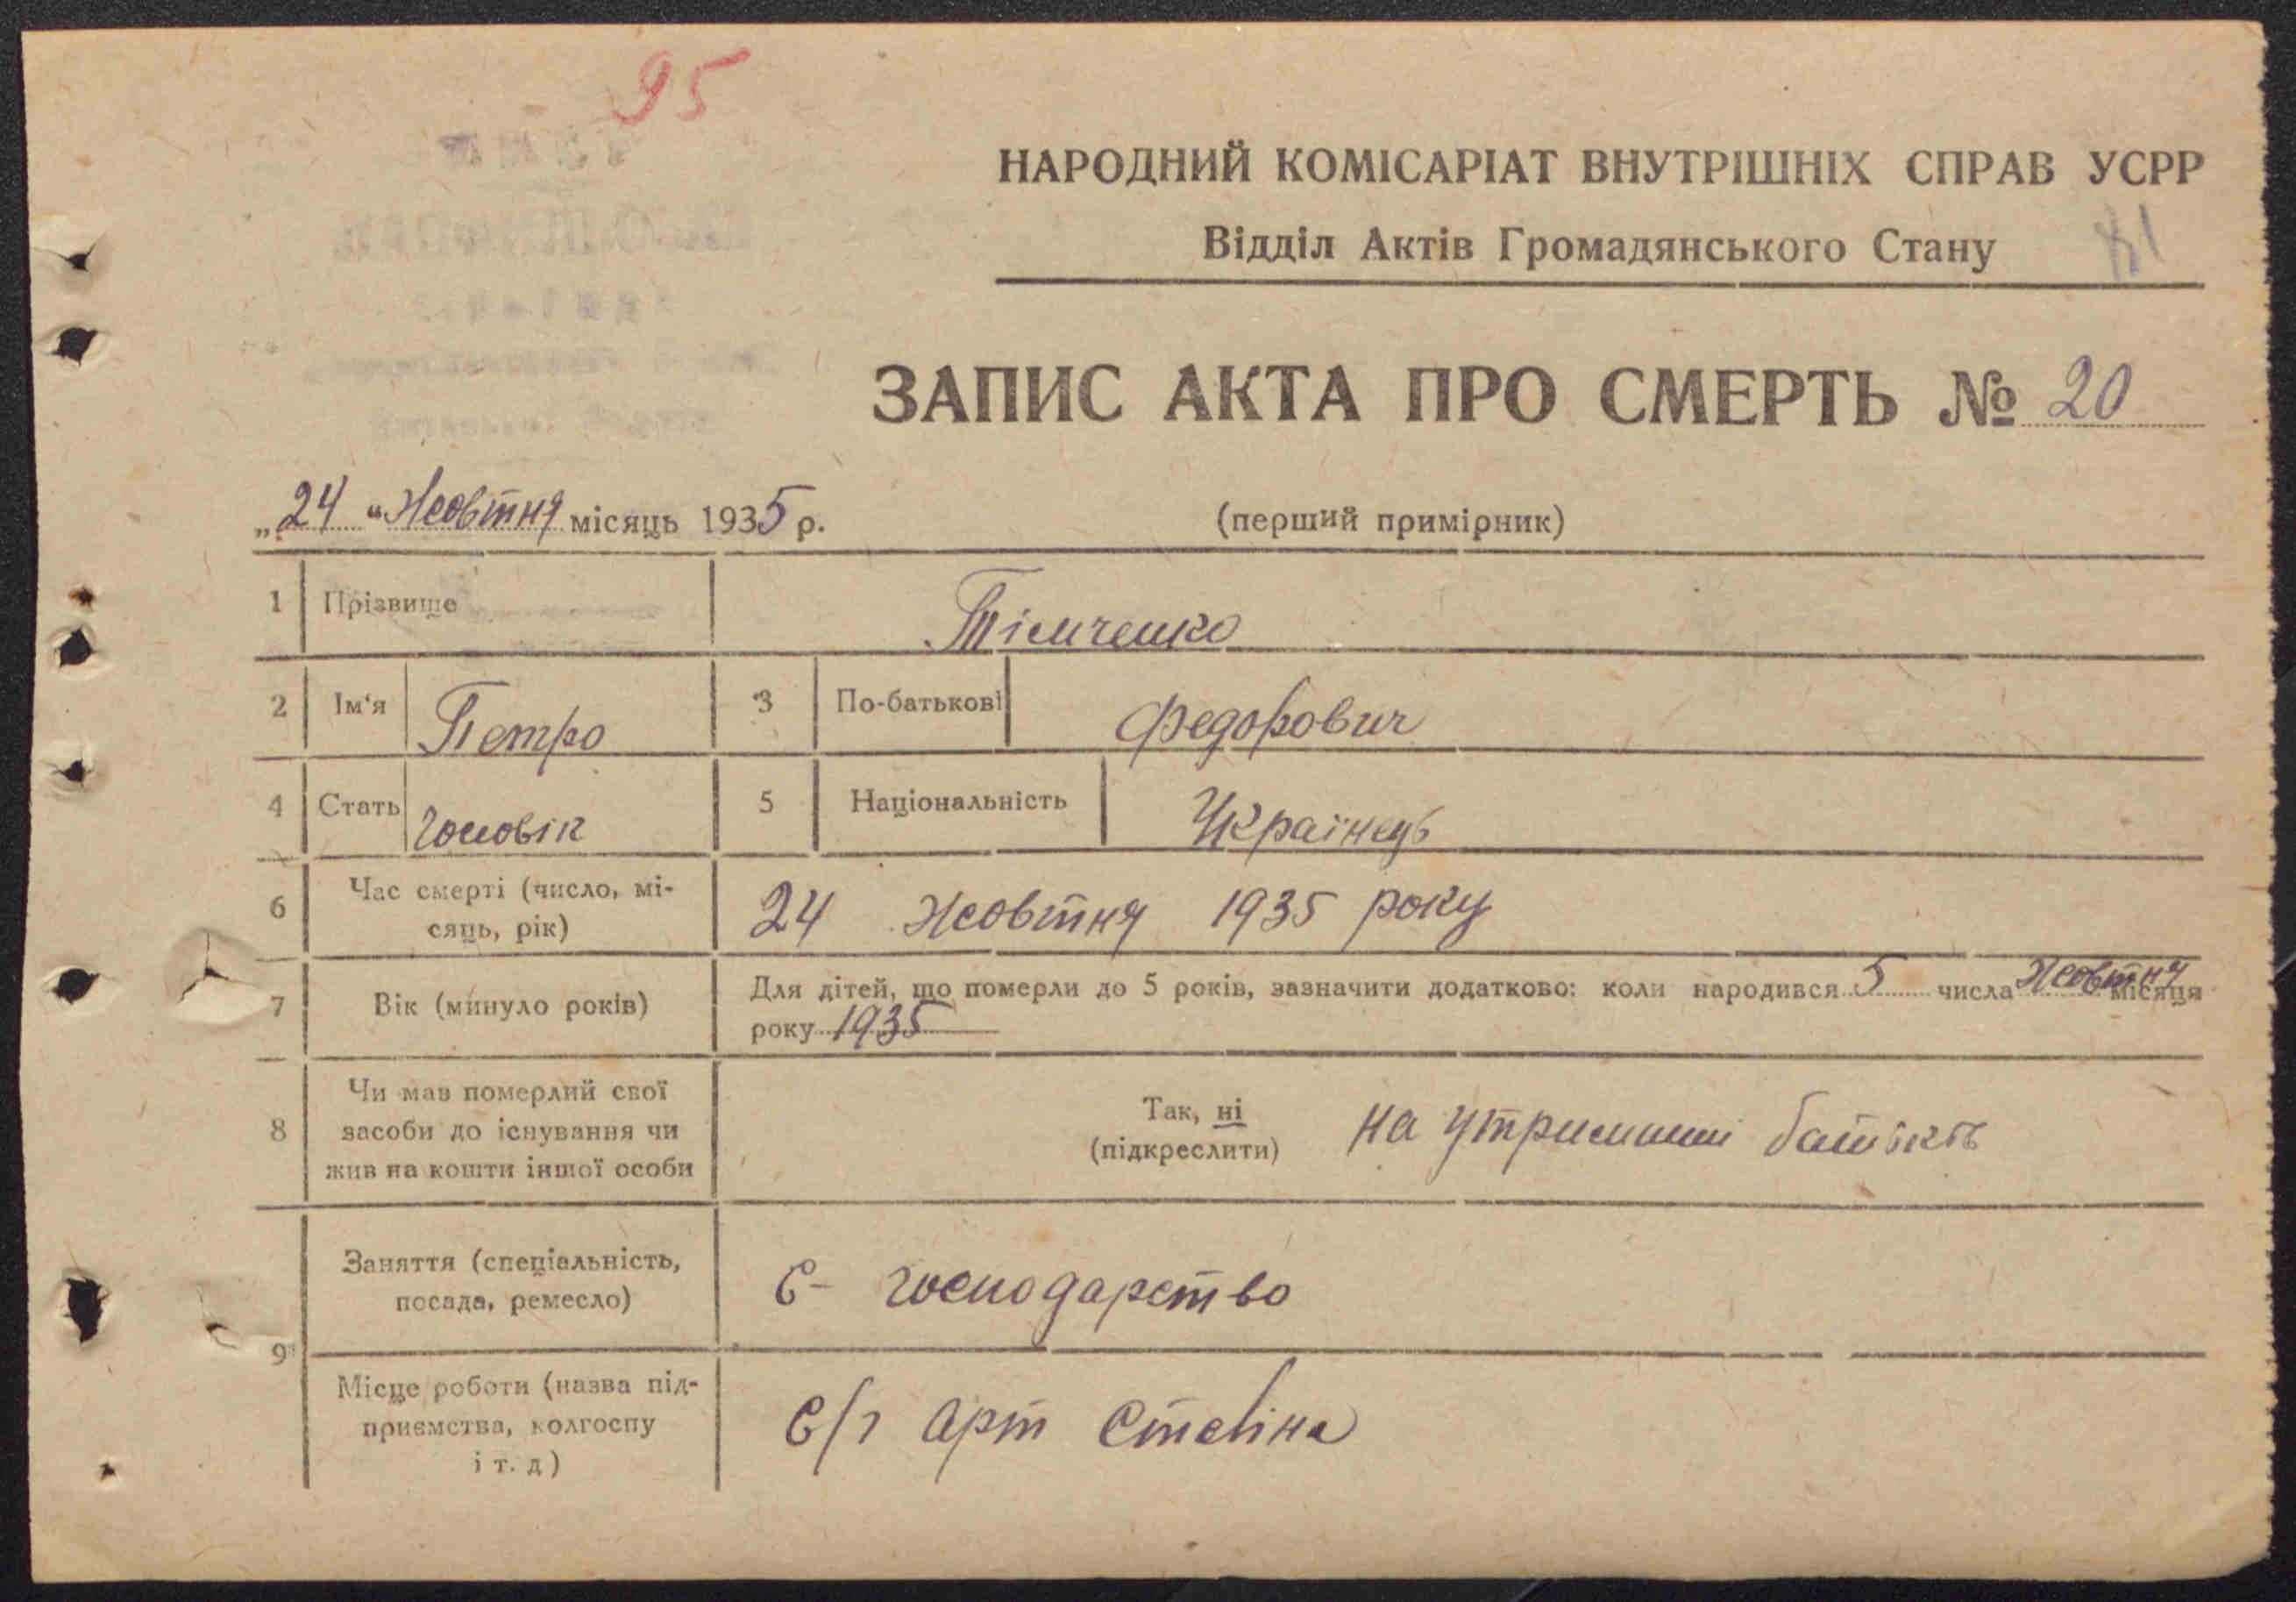 95
НАРОДНИЙ КОМІСАРІАТ ВНУТРІШНІХ СПРАВ УСРР
Відділ Актів Громадянського Стану
ЗАПИС АКТА ПРО СМЕРТЬ № 20
„24“ Жовтня місяць 1935 р.
(перший примірник)
1 Прізвище Тімченко
2 Ім'я Петро 3 По-батькові Федорович
4 Стать Чоловік 5 Національність Українець
6 Час смерті (число, мі-
сяць, рік) 24 Жовтня 1935 року
7 Вік (минуло років) Для дітей, що померли до 5 років, зазначити додатково: коли народився 5 числа Жовтня місяця
року 1935
8 Чи мав померлий свої
засоби до існування чи
жив на кошти іншої особи
Так, ні
(підкреслити)
на утриманні батьків
9
Заняття (спеціальність,
посада, ремесло)
С- господарство
Місце роботи (назва під-
приємства, колгоспу
і т. д)
С/г арт Сталіна